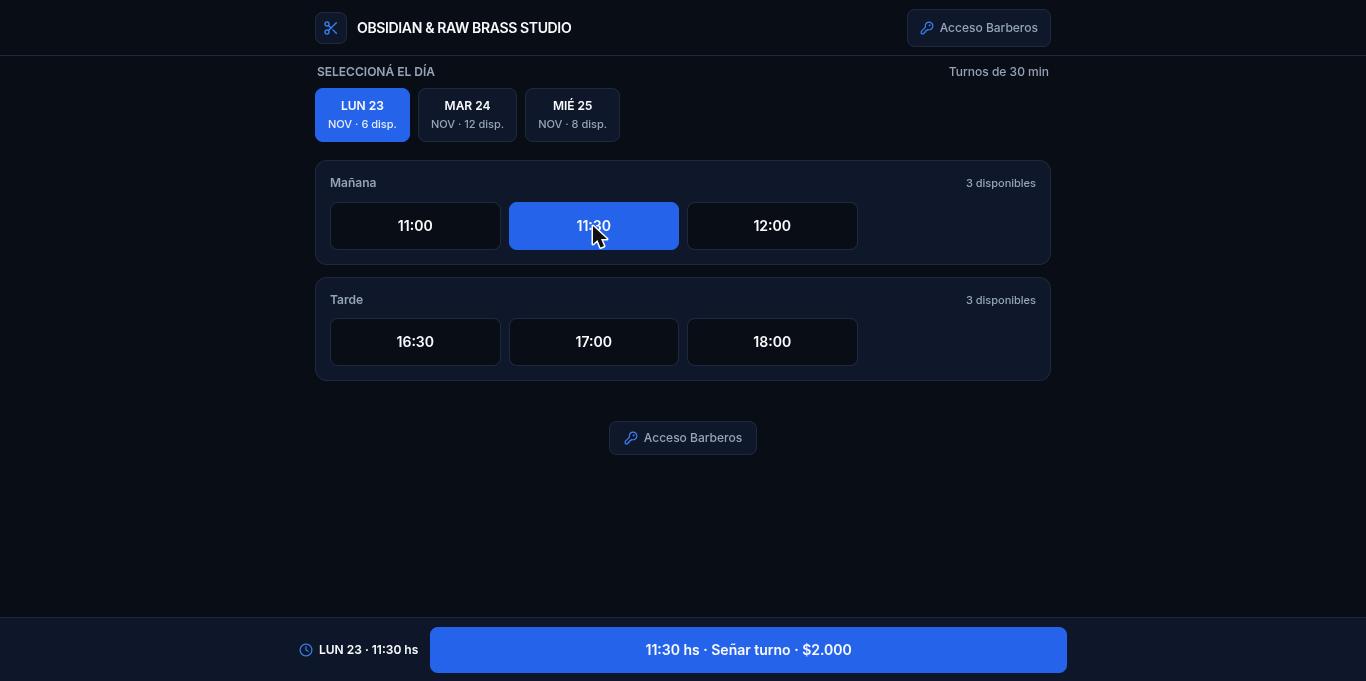 OBSIDIAN & RAW BRASS STUDIO
Acceso Barberos
SELECCIONÁ EL DÍA
Turnos de 30 min
LUN 23
NOV · 6 disp.
MAR 24
NOV · 12 disp.
MIÉ 25
NOV · 8 disp.
Mañana
3 disponibles
11:00
11:30
12:00
Tarde
3 disponibles
16:30
17:00
18:00
Acceso Barberos
LUN 23 · 11:30 hs
11:30 hs · Señar turno · $2.000